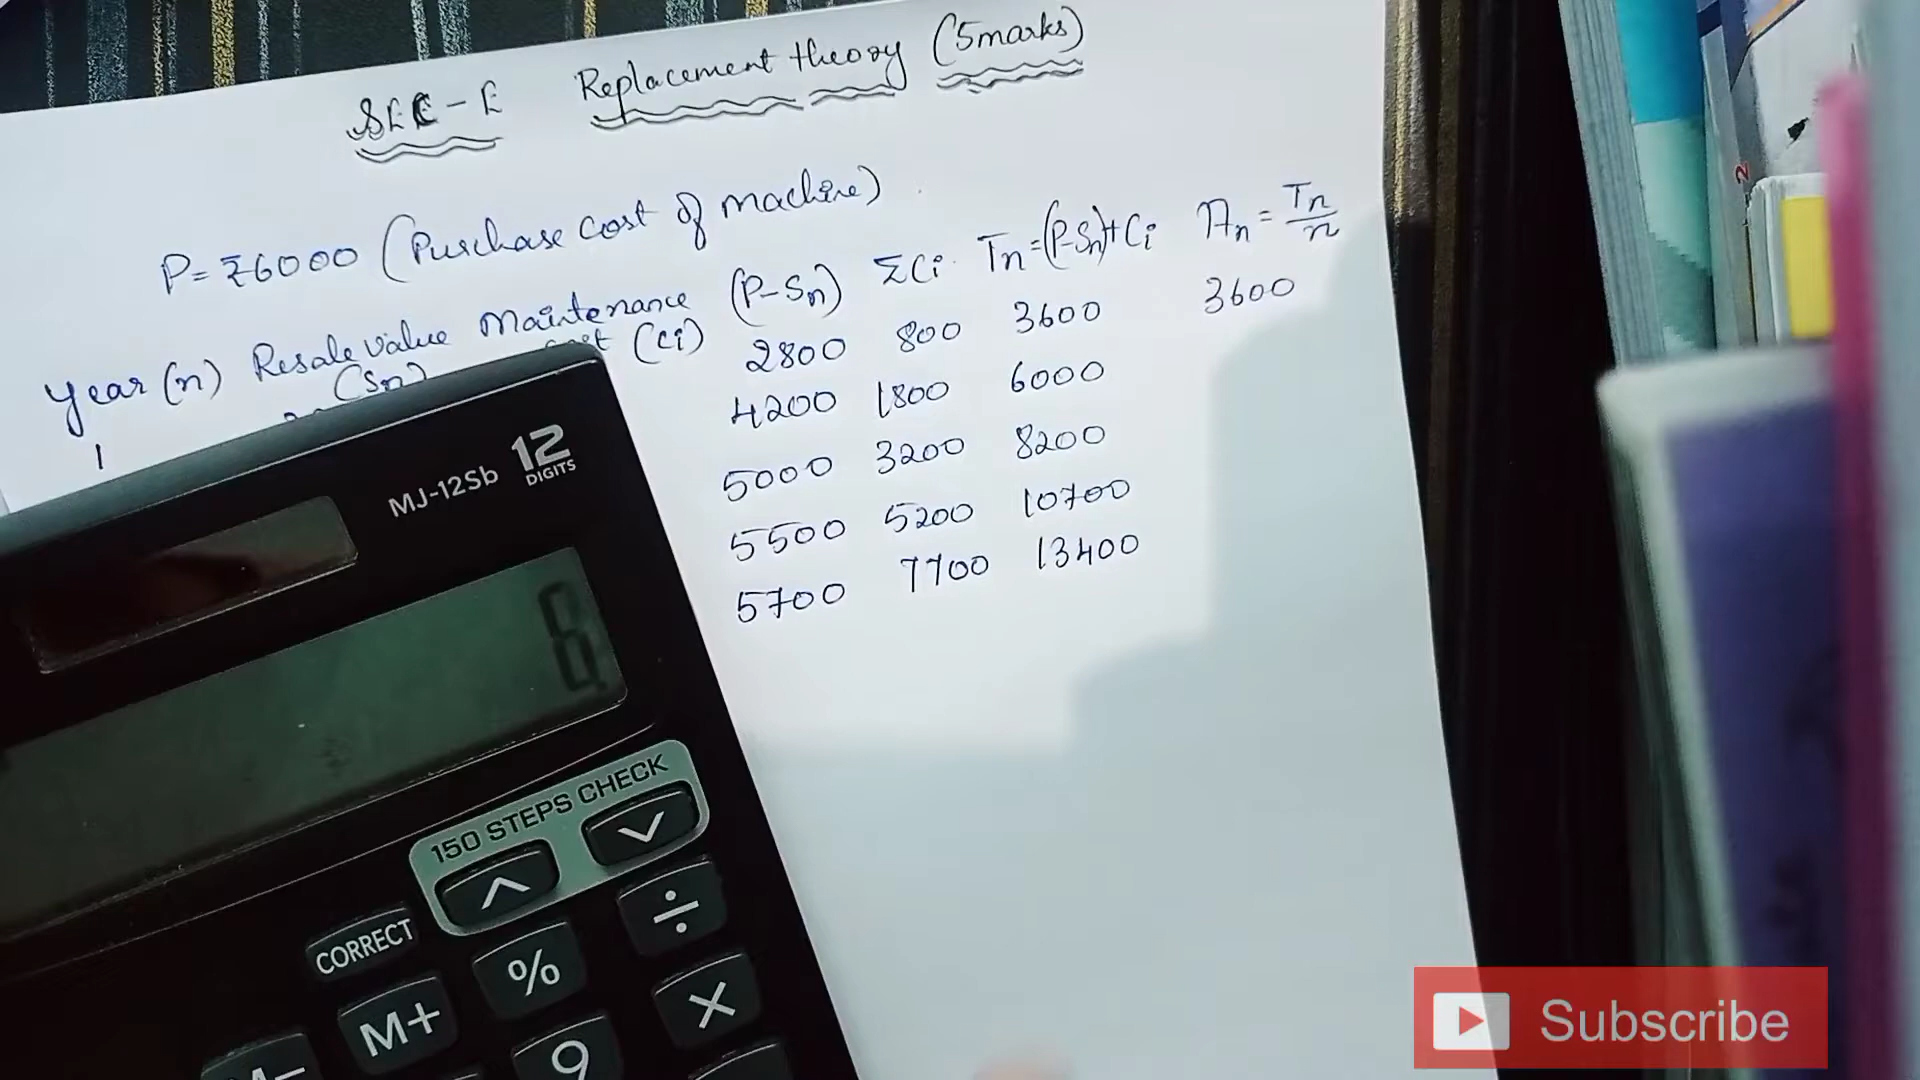 SEC - E Replacement theory (5marks)
P= ₹6000 (Purchase cost of machine)
year (n) Resale value (Sn) Maintenance cost (Ci) (P-Sn) ΣCi Tn=(P-Sn)+Ci An=Tn/n
1 2800 800 3600 3600
4200 1800 6000
5000 3200 8200
5500 5200 10700
5700 7700 13400
MJ-12Sb 12 DIGITS
6
150 STEPS CHECK
CORRECT % ÷
M+ 9 ×
M-
Subscribe